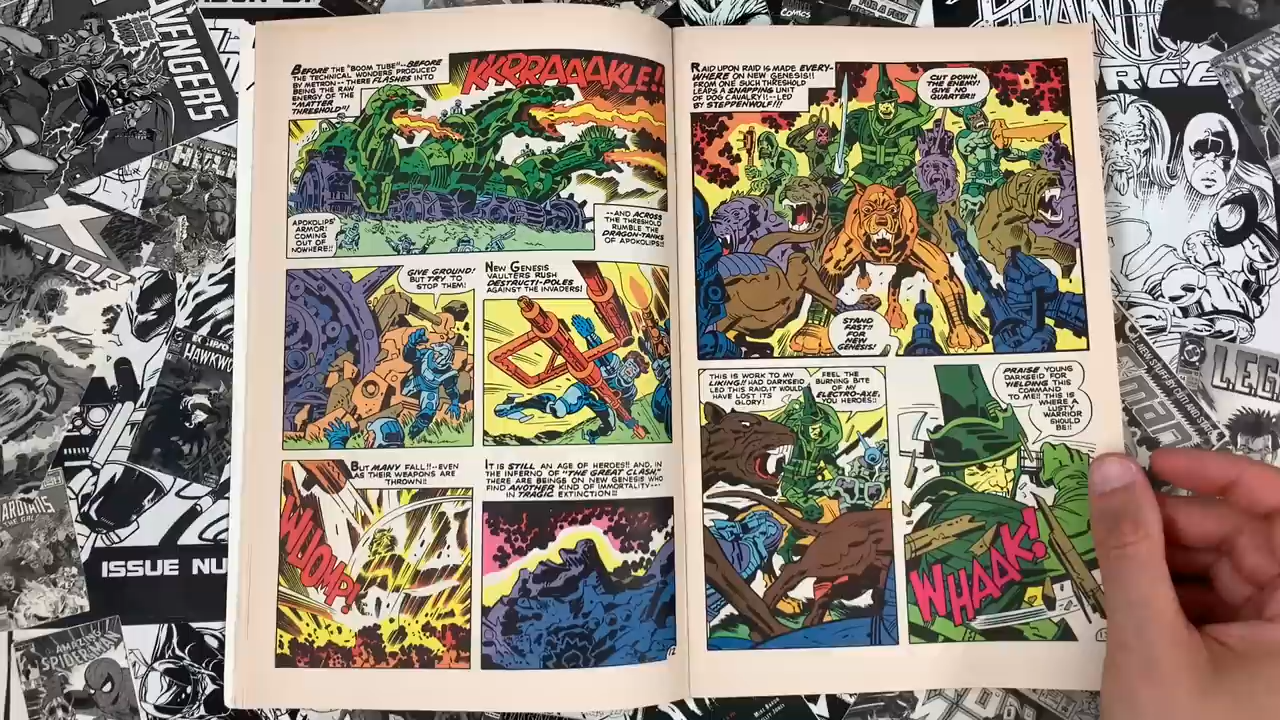 BEFORE THE "BOOM TUBE"--BEFORE
THE TECHNICAL WONDERS PRODUCED
BY METRON--THERE FLASHES INTO
BEING THE RAW
ENERGY OF THE
"MATTER
THRESHOLD"!
KKRRAAAKLE!!
APOKOLIPS'
ARMOR!
COMING
OUT OF
NOWHERE!!
--AND ACROSS
THE THRESHOLD
RUMBLE THE
DRAGON-TANKS
OF APOKOLIPS!!
GIVE GROUND!
BUT TRY TO
STOP THEM!
NEW GENESIS
VAULTERS RUSH
DESTRUCTI-POLES
AGAINST THE INVADERS!
BUT MANY FALL!!--EVEN
AS THEIR WEAPONS ARE
THROWN!!
WUOMP!
IT IS STILL AN AGE OF HEROES!! AND, IN
THE INFERNO OF "THE GREAT CLASH,"
THERE ARE BEINGS ON NEW GENESIS WHO
FIND ANOTHER KIND OF IMMORTALITY---
IN TRAGIC EXTINCTION!!
12
RAID UPON RAID IS MADE EVERY-
WHERE ON NEW GENESIS!!
FROM ONE SUCH THRESHOLD
LEAPS A SNAPPING UNIT
OF DOG CAVALRY!--LED
BY STEPPENWOLF!!!
CUT DOWN
THE ENEMY!
GIVE NO
QUARTER!!
STAND
FAST!!
FOR
NEW
GENESIS!
THIS IS WORK TO MY
LIKING!! HAD DARKSEID
LED THIS RAID, IT WOULD
HAVE LOST ITS
GLORY!
FEEL THE
BURNING BITE
OF MY
ELECTRO-AXE,
YOU HEROES!!
PRAISE YOUNG
DARKSEID FOR
YIELDING THIS
COMMAND
TO ME!! THIS
IS WHERE A
LUSTY
WARRIOR
SHOULD
BE!!
WHAAK!
AVENGERS
X
ISSUE NU
AMAZING
SPIDER-MAN
HAWKWO
RCE
LEG